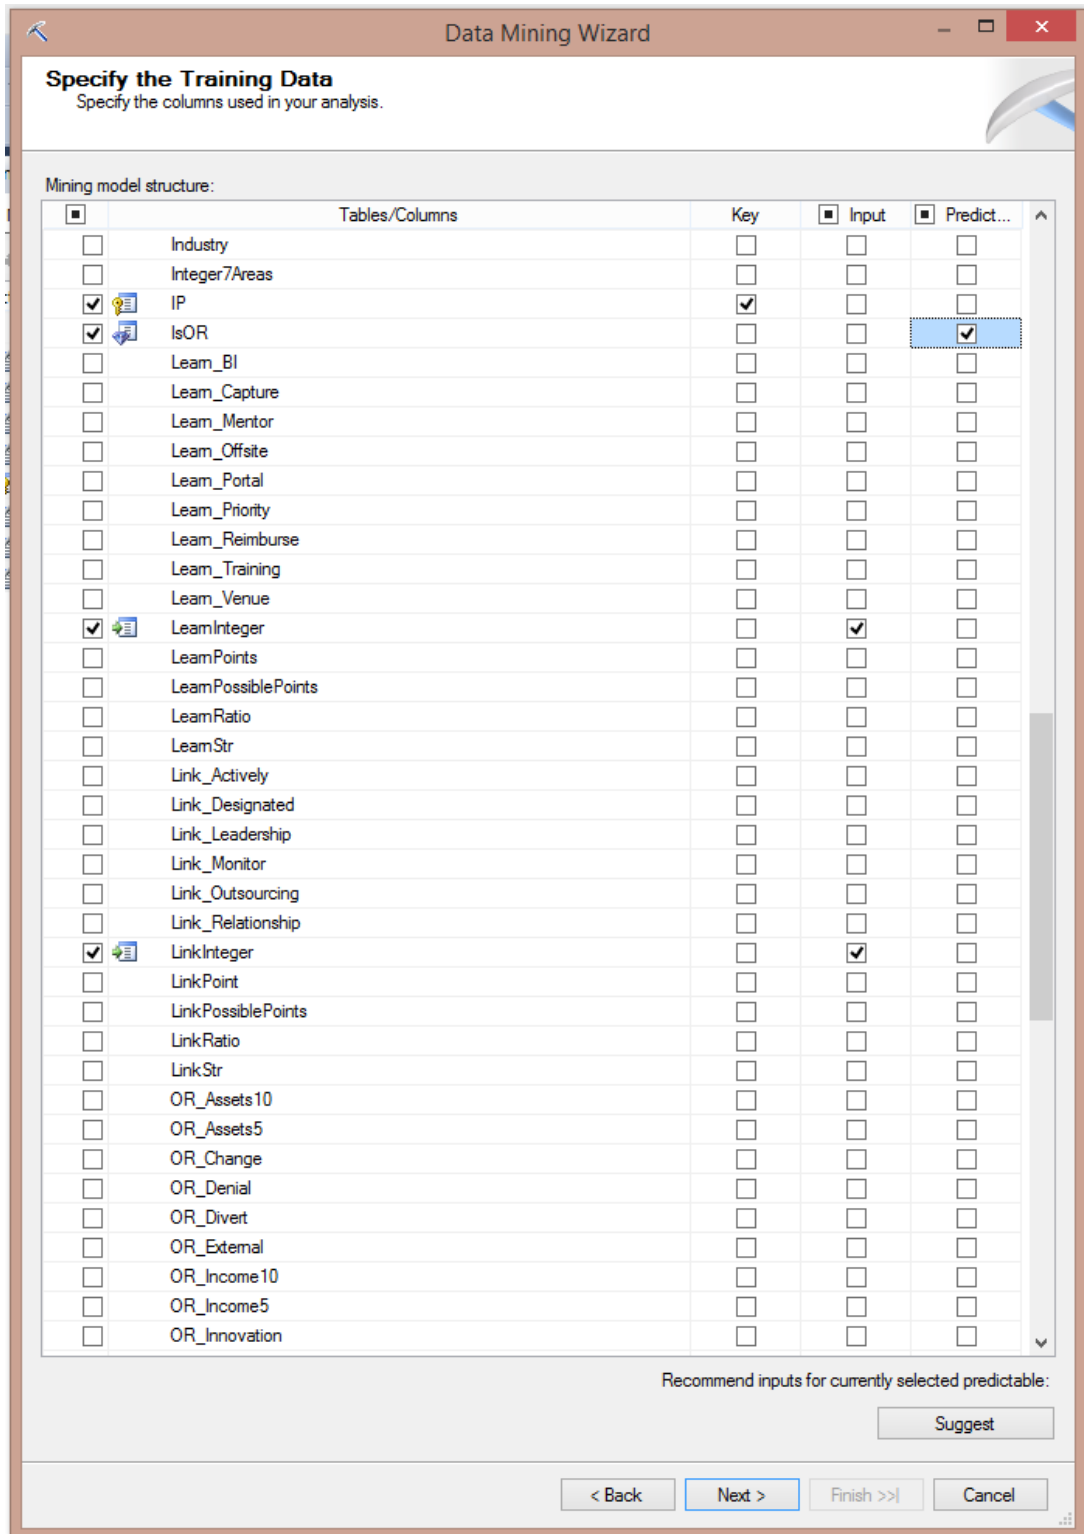 Data Mining Wizard
Specify the Training Data
Specify the columns used in your analysis.
Mining model structure:
Tables/Columns Key Input Predict...
Industry
Integer7Areas
IP
IsOR
Learn_BI
Learn_Capture
Learn_Mentor
Learn_Offsite
Learn_Portal
Learn_Priority
Learn_Reimburse
Learn_Training
Learn_Venue
LearnInteger
LearnPoints
LearnPossiblePoints
LearnRatio
LearnStr
Link_Actively
Link_Designated
Link_Leadership
Link_Monitor
Link_Outsourcing
Link_Relationship
LinkInteger
LinkPoint
LinkPossiblePoints
LinkRatio
LinkStr
OR_Assets10
OR_Assets5
OR_Change
OR_Denial
OR_Divert
OR_External
OR_Income10
OR_Income5
OR_Innovation
Recommend inputs for currently selected predictable:
Suggest
< Back Next > Finish >>| Cancel